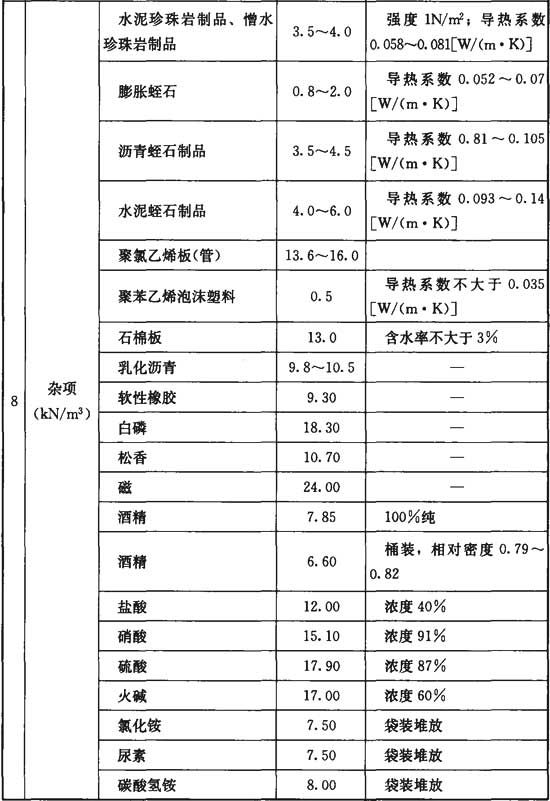 水泥珍珠岩制品、憎水
珍珠岩制品
3.5～4.0
强度 1N/m²；导热系数
0.058～0.081[W/(m·K)]
膨胀蛭石
0.8～2.0
导热系数 0.052～0.07
[W/(m·K)]
沥青蛭石制品
3.5～4.5
导热系数 0.81～0.105
[W/(m·K)]
水泥蛭石制品
4.0～6.0
导热系数 0.093～0.14
[W/(m·K)]
聚氯乙烯板(管)
13.6～16.0
聚苯乙烯泡沫塑料
0.5
导热系数不大于 0.035
[W/(m·K)]
石棉板
13.0
含水率不大于 3%
乳化沥青
9.8～10.5
—
8
杂项
(kN/m³)
软性橡胶
9.30
—
白磷
18.30
—
松香
10.70
—
磁
24.00
—
酒精
7.85
100%纯
酒精
6.60
桶装，相对密度 0.79～
0.82
盐酸
12.00
浓度 40%
硝酸
15.10
浓度 91%
硫酸
17.90
浓度 87%
火碱
17.00
浓度 60%
氯化铵
7.50
袋装堆放
尿素
7.50
袋装堆放
碳酸氢铵
8.00
袋装堆放